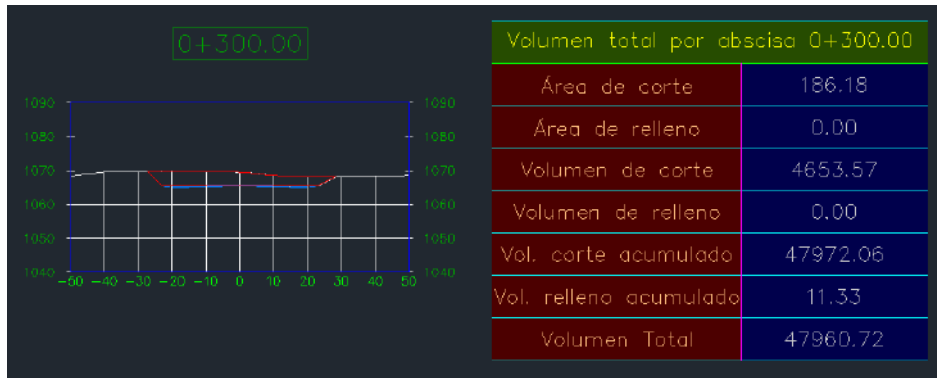 0+300.00
1090 1090
1080 1080
1070 1070
1060 1060
1050 1050
1040 1040
-50 -40 -30 -20 -10 0 10 20 30 40 50
Volumen total por abscisa 0+300.00
Área de corte 186.18
Área de relleno 0.00
Volumen de corte 4653.57
Volumen de relleno 0.00
Vol. corte acumulado 47972.06
Vol. relleno acumulado 11.33
Volumen Total 47960.72